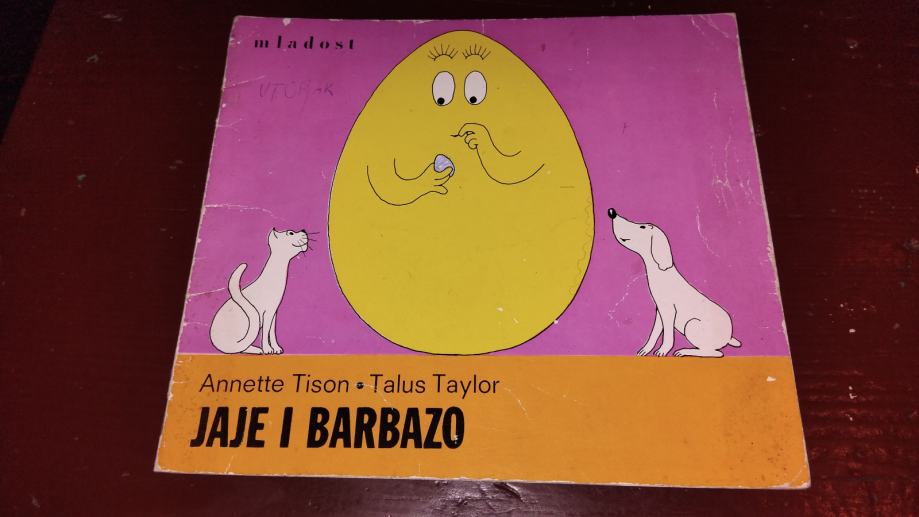 mladost
UTORAK
Annette Tison • Talus Taylor
JAJE I BARBAZO